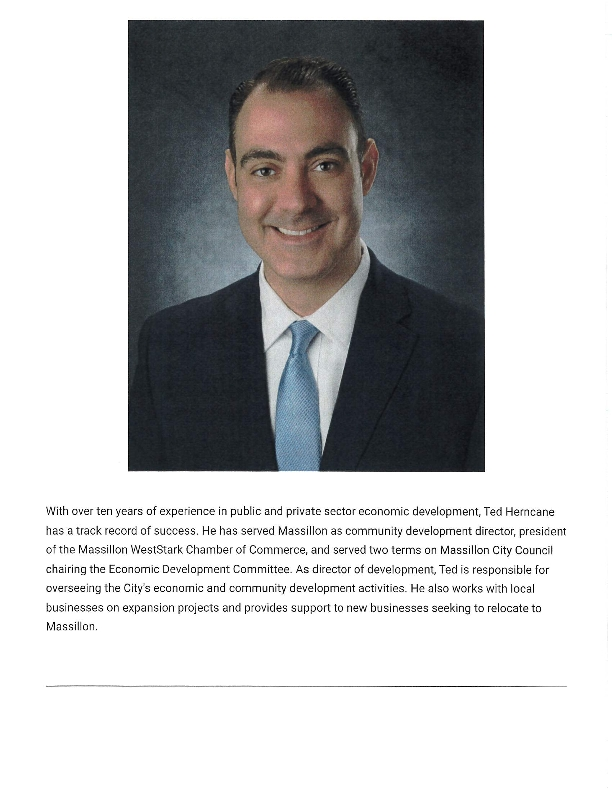 With over ten years of experience in public and private sector economic development, Ted Herncane
has a track record of success. He has served Massillon as community development director, president
of the Massillon WestStark Chamber of Commerce, and served two terms on Massillon City Council
chairing the Economic Development Committee. As director of development, Ted is responsible for
overseeing the City's economic and community development activities. He also works with local
businesses on expansion projects and provides support to new businesses seeking to relocate to
Massillon.